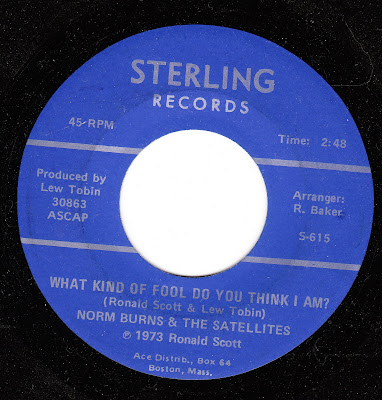 STERLING
RECORDS
45-RPM
Time: 2:48
Produced by
Lew Tobin
30863
ASCAP
Arranger:
R. Baker
S-615
WHAT KIND OF FOOL DO YOU THINK I AM?
(Ronald Scott & Lew Tobin)
NORM BURNS & THE SATELLITES
℗ 1973 Ronald Scott
Ace Distrib., Box 64
Boston, Mass.